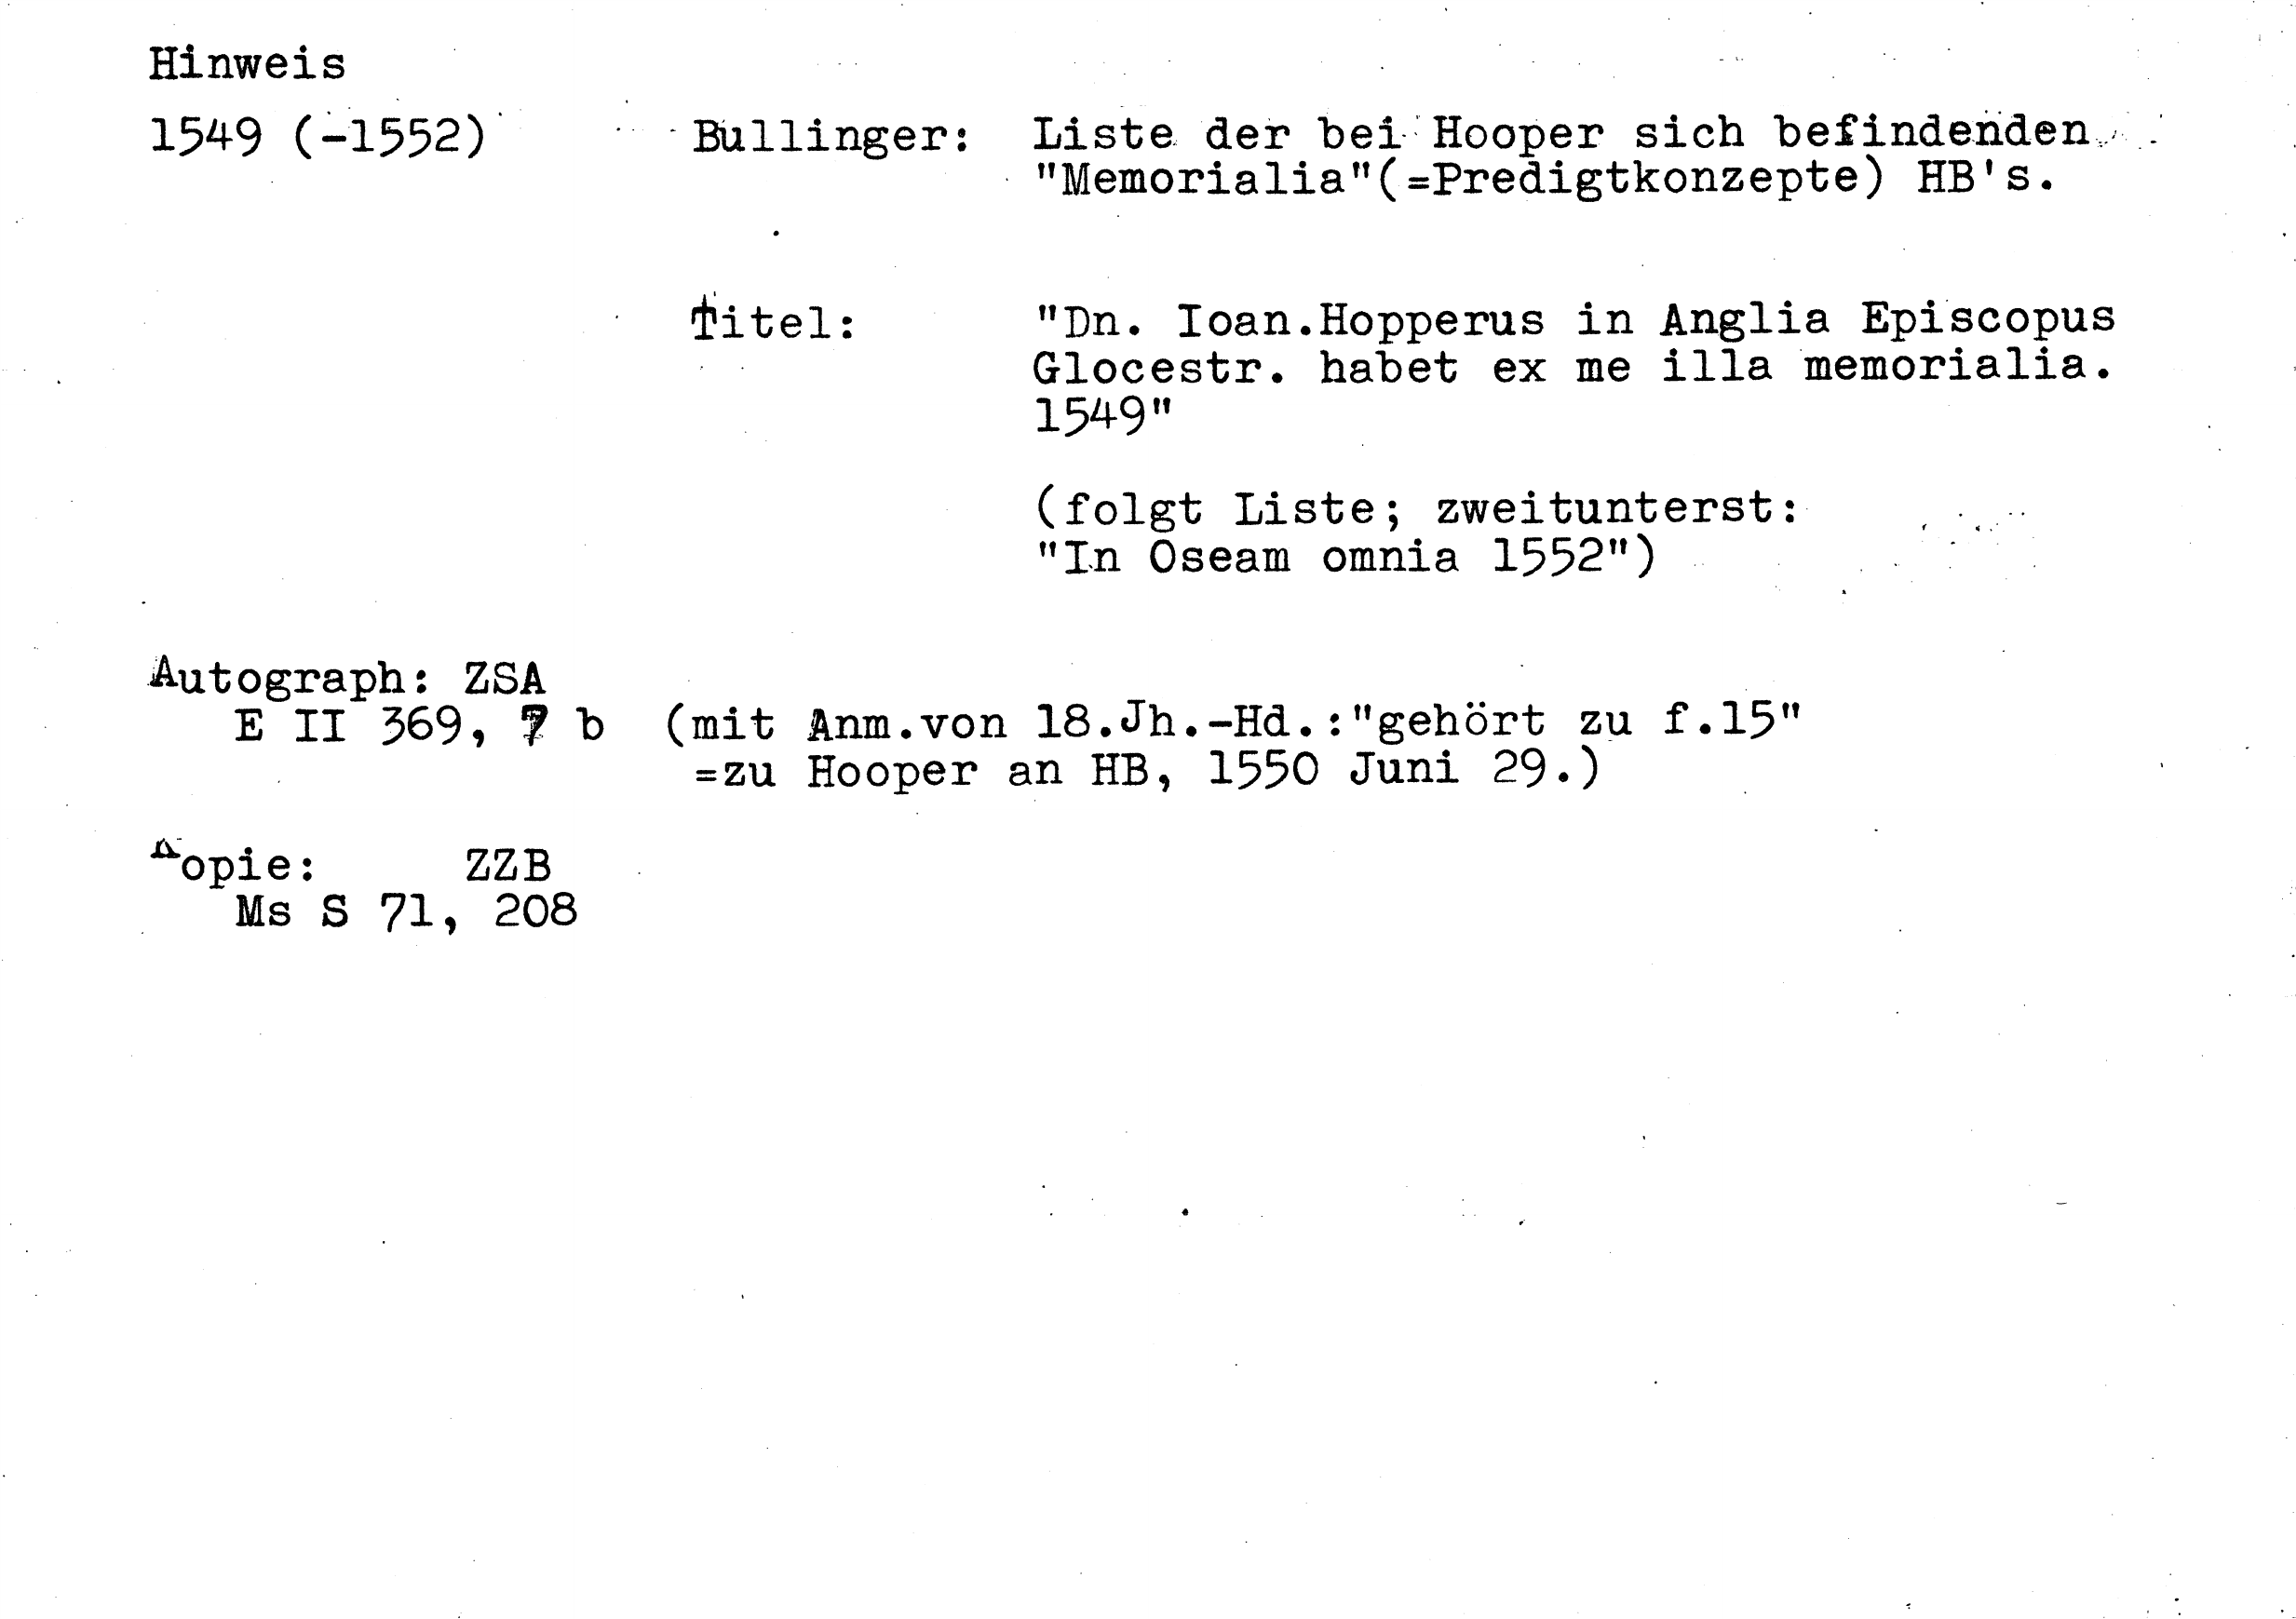 Hinweis
1549 (-1552) Bullinger: Liste der bei Hooper sich befindenden
"Memorialia"(=Predigtkonzepte) HB's.
Titel: "Dn. Ioan.Hopperus in Anglia Episcopus
Glocestr. habet ex me illa memorialia.
1549"
(folgt Liste; zweitunterst:
"In Oseam omnia 1552")
Autograph: ZSA
E II 369, 7 b (mit Anm.von 18.Jh.-Hd.:"gehört zu f.15"
=zu Hooper an HB, 1550 Juni 29.)
Kopie: ZZB
Ms S 71, 208